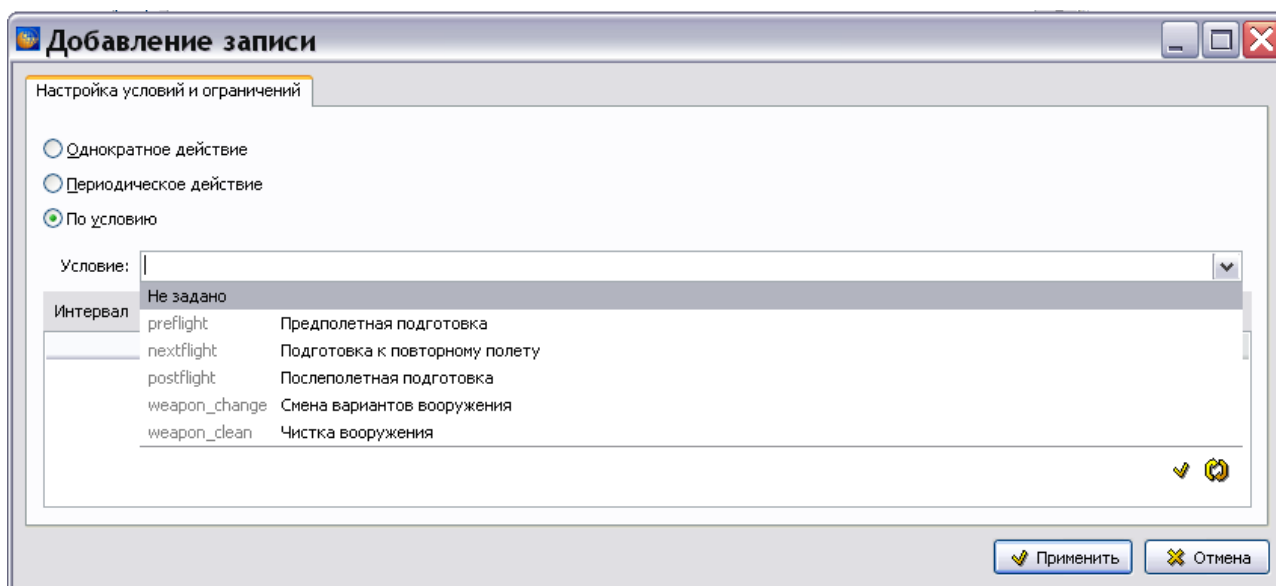 Добавление записи
Настройка условий и ограничений
Однократное действие
Периодическое действие
По условию
Условие:
Интервал
Не задано
preflight Предполетная подготовка
nextflight Подготовка к повторному полету
postflight Послеполетная подготовка
weapon_change Смена вариантов вооружения
weapon_clean Чистка вооружения
Применить Отмена